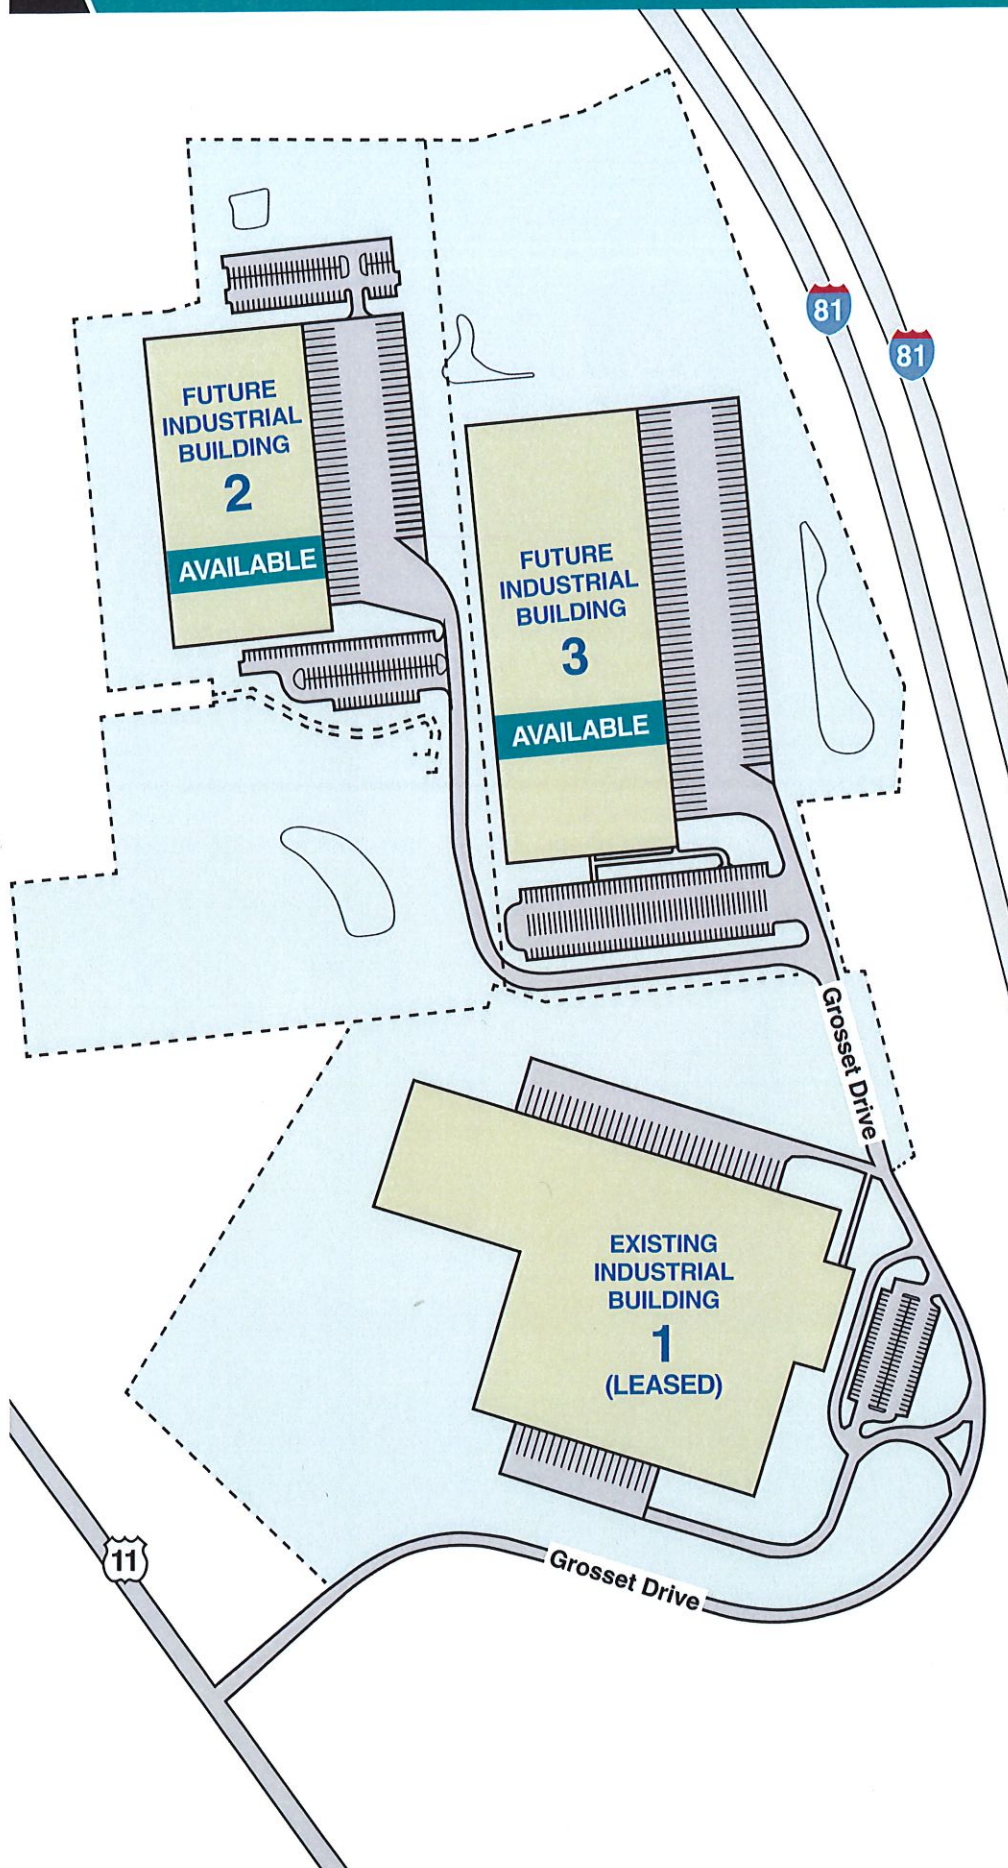 81
81
FUTURE
INDUSTRIAL
BUILDING
2
AVAILABLE
FUTURE
INDUSTRIAL
BUILDING
3
AVAILABLE
Grosset Drive
EXISTING
INDUSTRIAL
BUILDING
1
(LEASED)
11
Grosset Drive